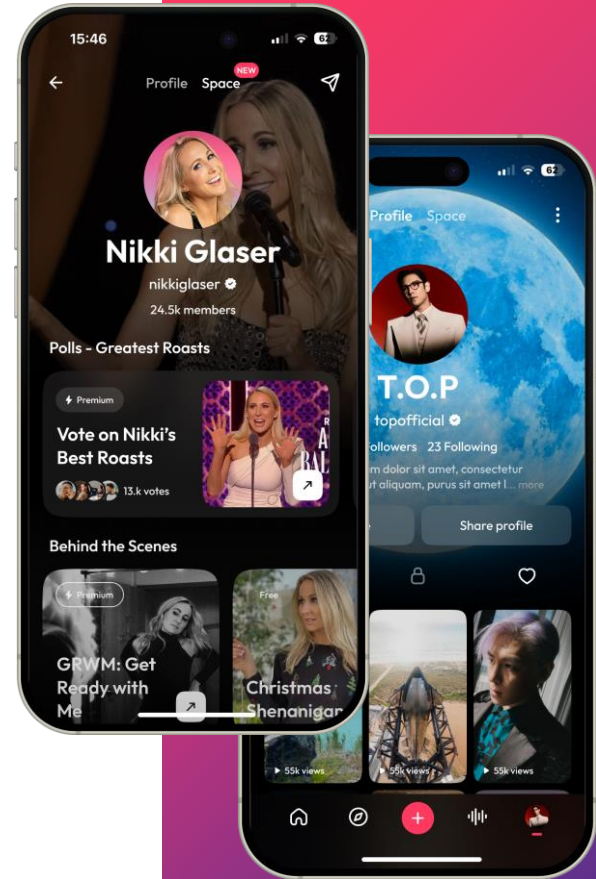 15:46
62
NEW
Profile Space
Nikki Glaser
nikkiglaser
24.5k members
Polls - Greatest Roasts
Premium
Vote on Nikki's
Best Roasts
13.k votes
Behind the Scenes
Premium
GRWM: Get
Ready with
Me
Free
Christmas
Shenanigan
62
Profile Space
T.O.P
topofficial
ollowers 23 Following
m dolor sit amet, consectetur
ut aliquam, purus sit amet l... more
Share profile
55k views
55k views
55k views